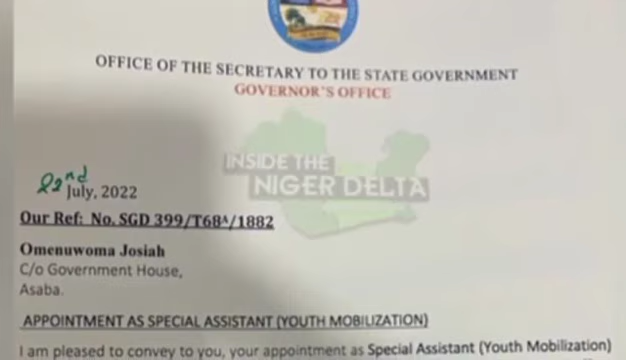 OFFICE OF THE SECRETARY TO THE STATE GOVERNMENT
GOVERNOR'S OFFICE
INSIDE THE
NIGER DELTA
22nd July, 2022
Our Ref: No. SGD 399/T68ᴬ/1882
Omenuwoma Josiah
C/o Government House,
Asaba.
APPOINTMENT AS SPECIAL ASSISTANT (YOUTH MOBILIZATION)
I am pleased to convey to you, your appointment as Special Assistant (Youth Mobilization)